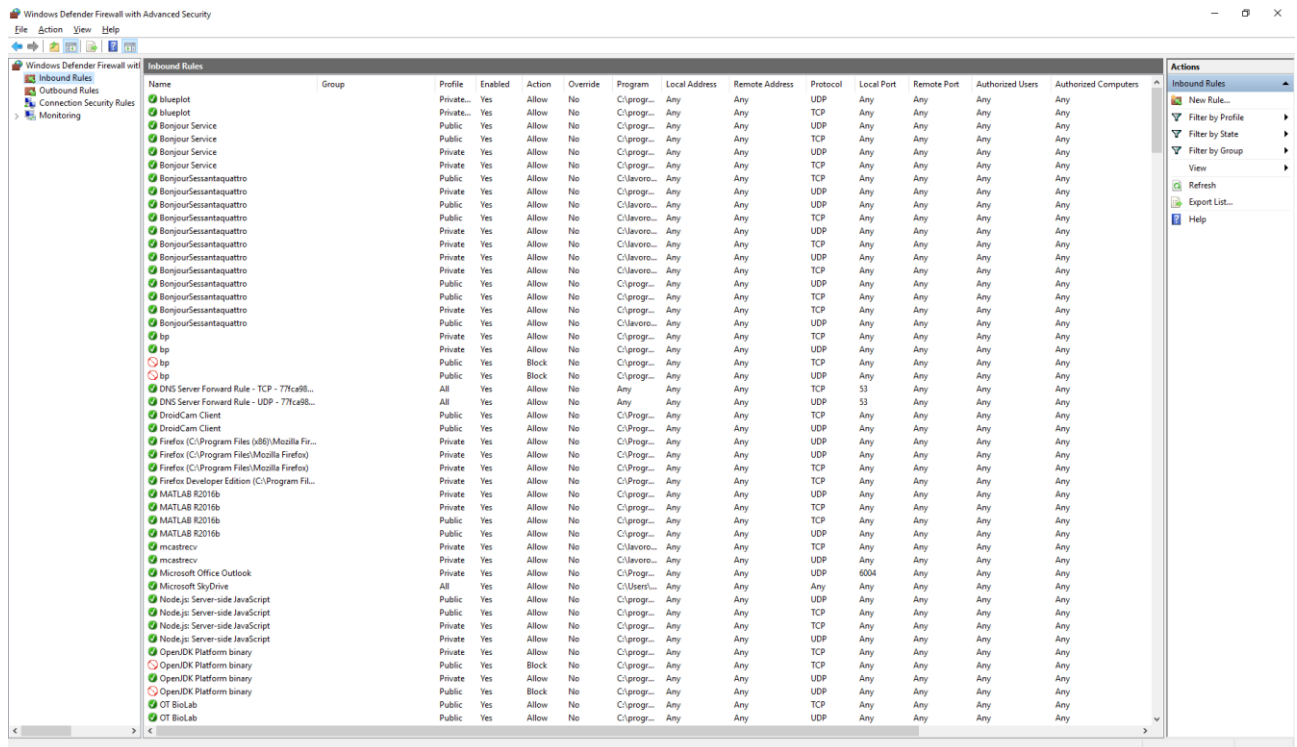 Windows Defender Firewall with Advanced Security
File Action View Help
Windows Defender Firewall with
Inbound Rules
Outbound Rules
Connection Security Rules
Monitoring
Inbound Rules
Name Group Profile Enabled Action Override Program Local Address Remote Address Protocol Local Port Remote Port Authorized Users Authorized Computers
blueplot Private... Yes Allow No C:\progr... Any Any UDP Any Any Any Any
blueplot Private... Yes Allow No C:\progr... Any Any TCP Any Any Any Any
Bonjour Service Public Yes Allow No C:\progr... Any Any UDP Any Any Any Any
Bonjour Service Public Yes Allow No C:\progr... Any Any TCP Any Any Any Any
Bonjour Service Private Yes Allow No C:\progr... Any Any UDP Any Any Any Any
Bonjour Service Private Yes Allow No C:\progr... Any Any TCP Any Any Any Any
BonjourSessantaquattro Public Yes Allow No C:\lavoro... Any Any TCP Any Any Any Any
BonjourSessantaquattro Private Yes Allow No C:\progr... Any Any UDP Any Any Any Any
BonjourSessantaquattro Public Yes Allow No C:\lavoro... Any Any UDP Any Any Any Any
BonjourSessantaquattro Public Yes Allow No C:\lavoro... Any Any TCP Any Any Any Any
BonjourSessantaquattro Private Yes Allow No C:\lavoro... Any Any UDP Any Any Any Any
BonjourSessantaquattro Private Yes Allow No C:\lavoro... Any Any TCP Any Any Any Any
BonjourSessantaquattro Private Yes Allow No C:\lavoro... Any Any UDP Any Any Any Any
BonjourSessantaquattro Private Yes Allow No C:\lavoro... Any Any TCP Any Any Any Any
BonjourSessantaquattro Public Yes Allow No C:\progr... Any Any UDP Any Any Any Any
BonjourSessantaquattro Public Yes Allow No C:\progr... Any Any TCP Any Any Any Any
BonjourSessantaquattro Private Yes Allow No C:\progr... Any Any TCP Any Any Any Any
BonjourSessantaquattro Public Yes Allow No C:\lavoro... Any Any UDP Any Any Any Any
bp Private Yes Allow No C:\progr... Any Any TCP Any Any Any Any
bp Private Yes Allow No C:\progr... Any Any UDP Any Any Any Any
bp Public Yes Block No C:\progr... Any Any TCP Any Any Any Any
bp Public Yes Block No C:\progr... Any Any UDP Any Any Any Any
DNS Server Forward Rule - TCP - 77fca98... All Yes Allow No Any Any Any TCP 53 Any Any Any
DNS Server Forward Rule - UDP - 77fca98... All Yes Allow No Any Any Any UDP 53 Any Any Any
DroidCam Client Public Yes Allow No C:\Progr... Any Any TCP Any Any Any Any
DroidCam Client Public Yes Allow No C:\Progr... Any Any UDP Any Any Any Any
Firefox (C:\Program Files (x86)\Mozilla Fir... Private Yes Allow No C:\Progr... Any Any UDP Any Any Any Any
Firefox (C:\Program Files\Mozilla Firefox) Private Yes Allow No C:\Progr... Any Any UDP Any Any Any Any
Firefox (C:\Program Files\Mozilla Firefox) Private Yes Allow No C:\Progr... Any Any TCP Any Any Any Any
Firefox Developer Edition (C:\Program Fil... Private Yes Allow No C:\Progr... Any Any TCP Any Any Any Any
MATLAB R2016b Private Yes Allow No C:\progr... Any Any UDP Any Any Any Any
MATLAB R2016b Private Yes Allow No C:\progr... Any Any TCP Any Any Any Any
MATLAB R2016b Public Yes Allow No C:\progr... Any Any TCP Any Any Any Any
MATLAB R2016b Public Yes Allow No C:\progr... Any Any UDP Any Any Any Any
mcastrecv Private Yes Allow No C:\lavoro... Any Any TCP Any Any Any Any
mcastrecv Private Yes Allow No C:\lavoro... Any Any UDP Any Any Any Any
Microsoft Office Outlook Private Yes Allow No C:\Progr... Any Any UDP 6004 Any Any Any
Microsoft SkyDrive All Yes Allow No C:\Users\... Any Any Any Any Any Any Any
Node.js: Server-side JavaScript Public Yes Allow No C:\progr... Any Any UDP Any Any Any Any
Node.js: Server-side JavaScript Public Yes Allow No C:\progr... Any Any TCP Any Any Any Any
Node.js: Server-side JavaScript Private Yes Allow No C:\progr... Any Any TCP Any Any Any Any
Node.js: Server-side JavaScript Private Yes Allow No C:\progr... Any Any UDP Any Any Any Any
OpenJDK Platform binary Private Yes Allow No C:\progr... Any Any TCP Any Any Any Any
OpenJDK Platform binary Public Yes Block No C:\progr... Any Any TCP Any Any Any Any
OpenJDK Platform binary Private Yes Allow No C:\progr... Any Any UDP Any Any Any Any
OpenJDK Platform binary Public Yes Block No C:\progr... Any Any UDP Any Any Any Any
OT BioLab Public Yes Allow No C:\progr... Any Any TCP Any Any Any Any
OT BioLab Public Yes Allow No C:\progr... Any Any UDP Any Any Any Any
Actions
Inbound Rules
New Rule...
Filter by Profile
Filter by State
Filter by Group
View
Refresh
Export List...
Help